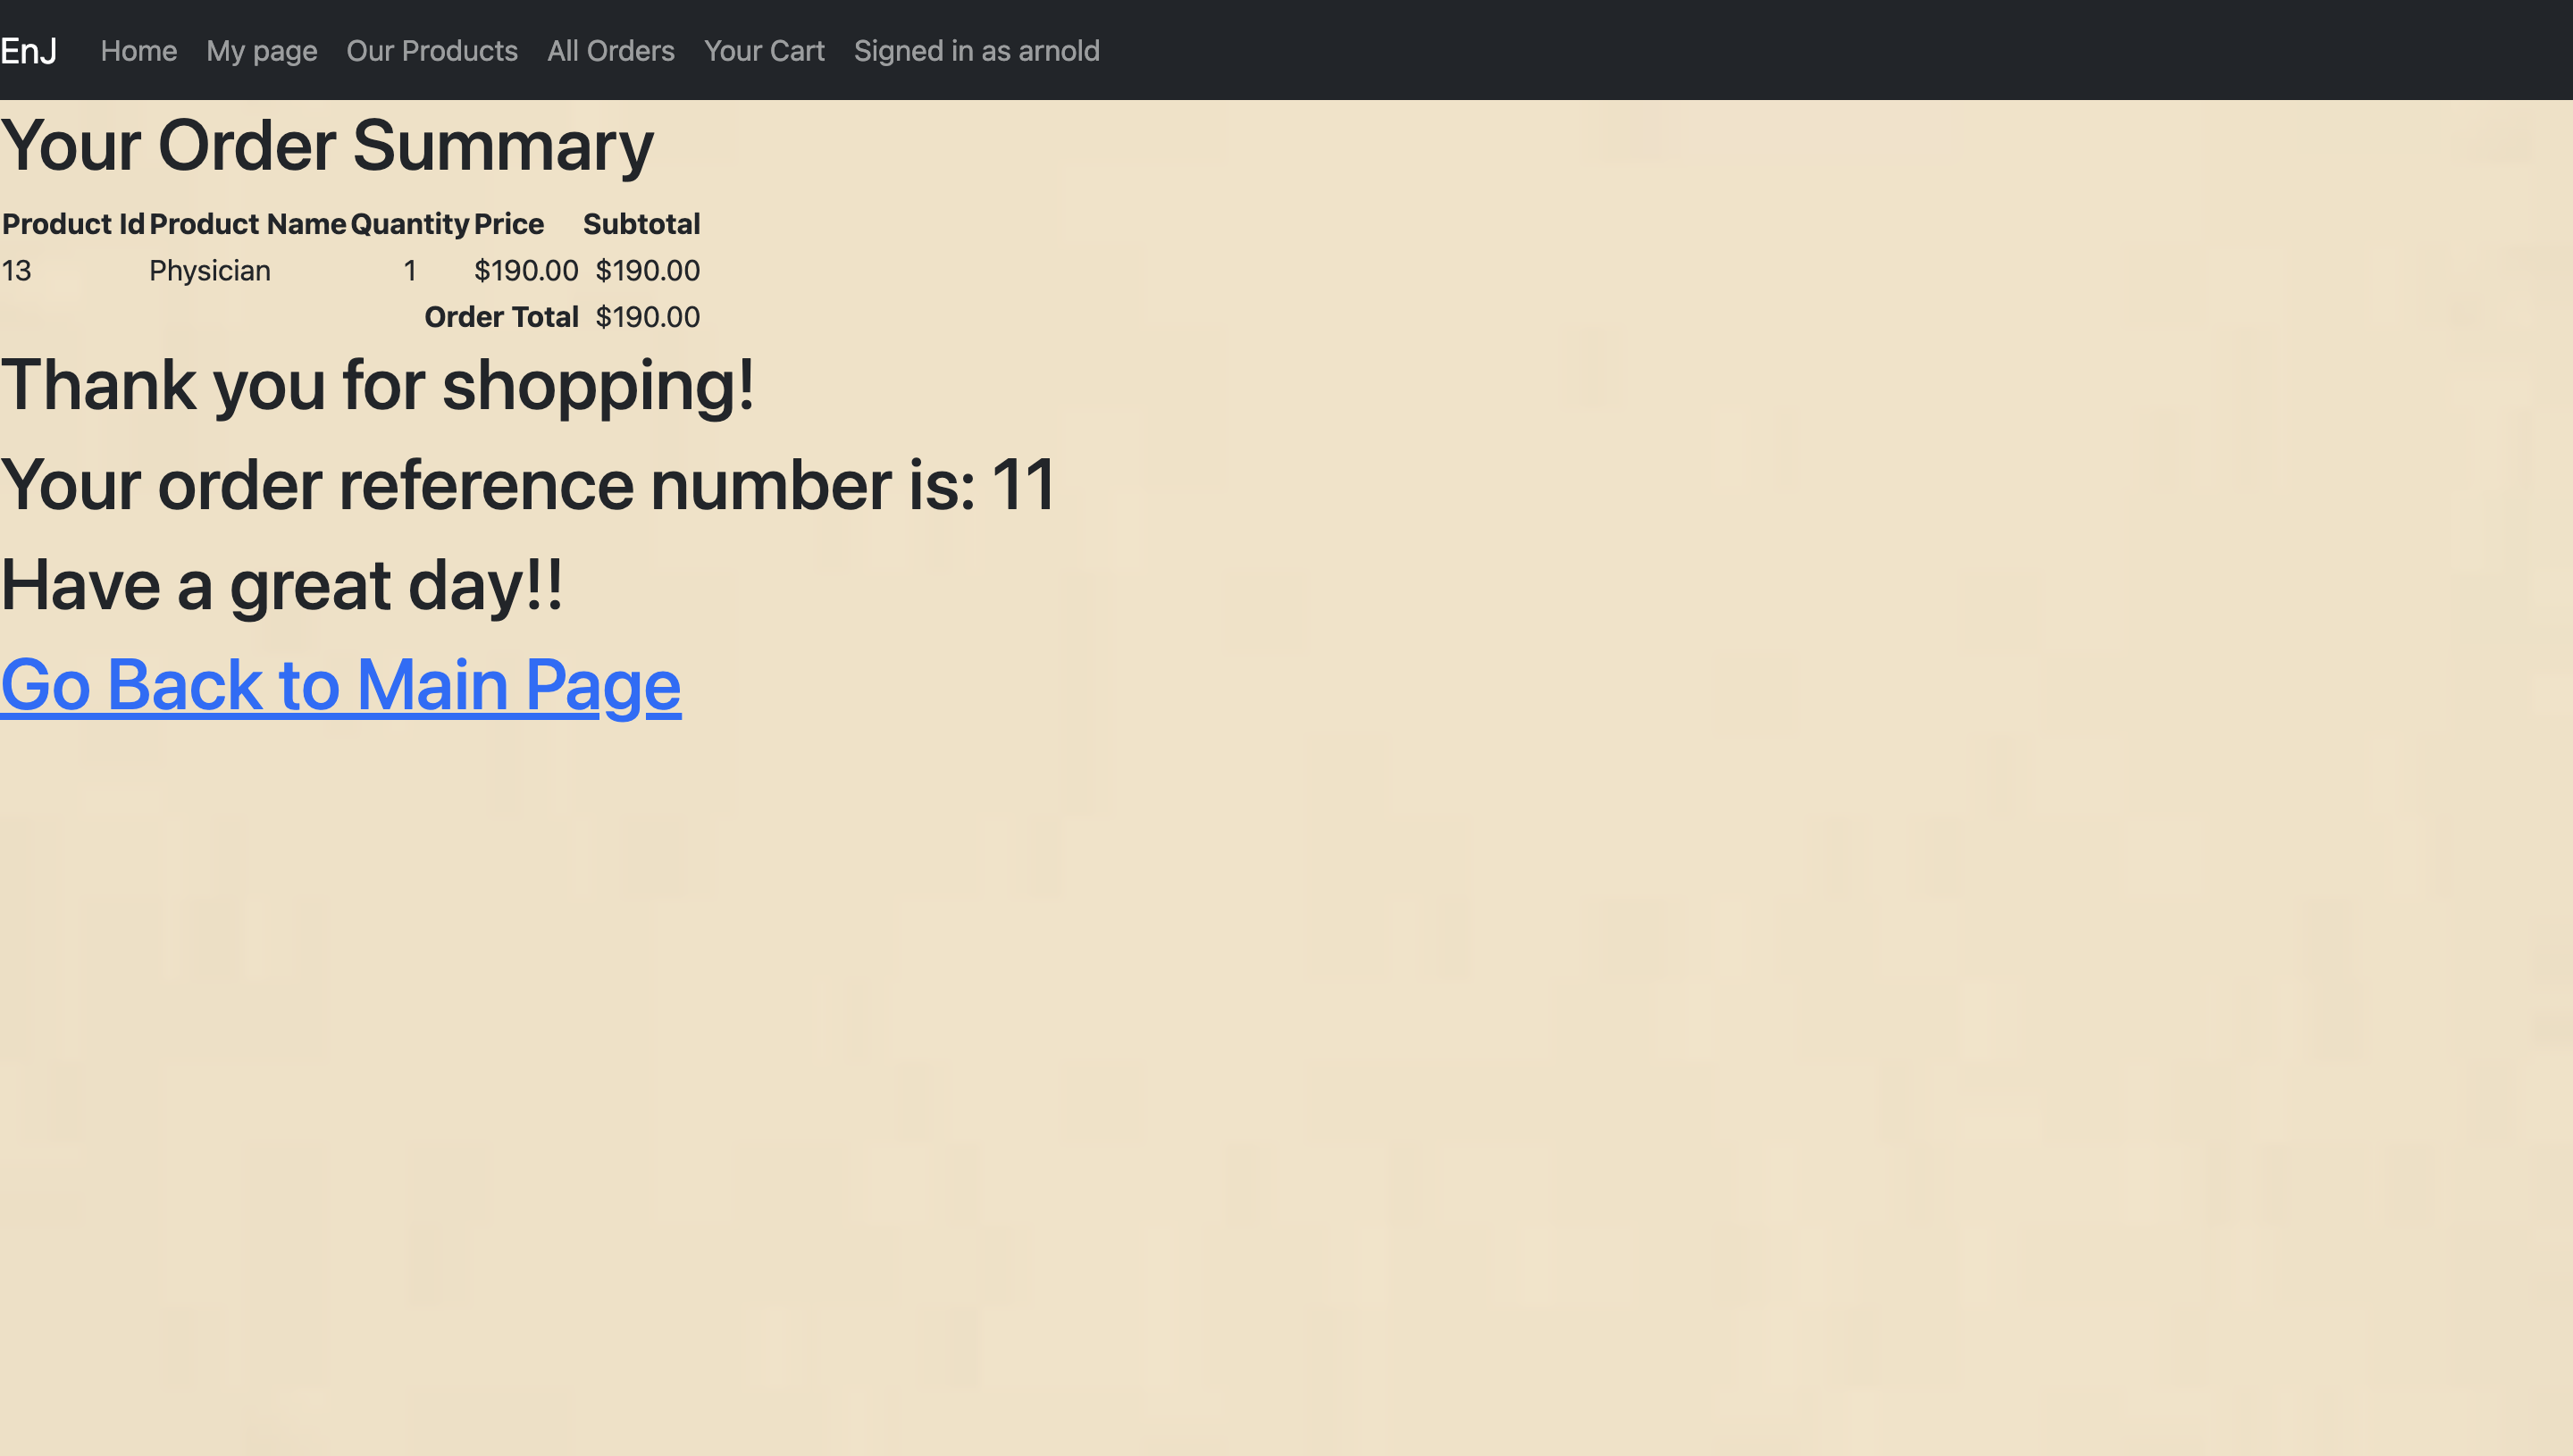 EnJ Home My page Our Products All Orders Your Cart Signed in as arnold
Your Order Summary
Product Id Product Name Quantity Price Subtotal
13 Physician 1 $190.00 $190.00
Order Total $190.00
Thank you for shopping!
Your order reference number is: 11
Have a great day!!
Go Back to Main Page